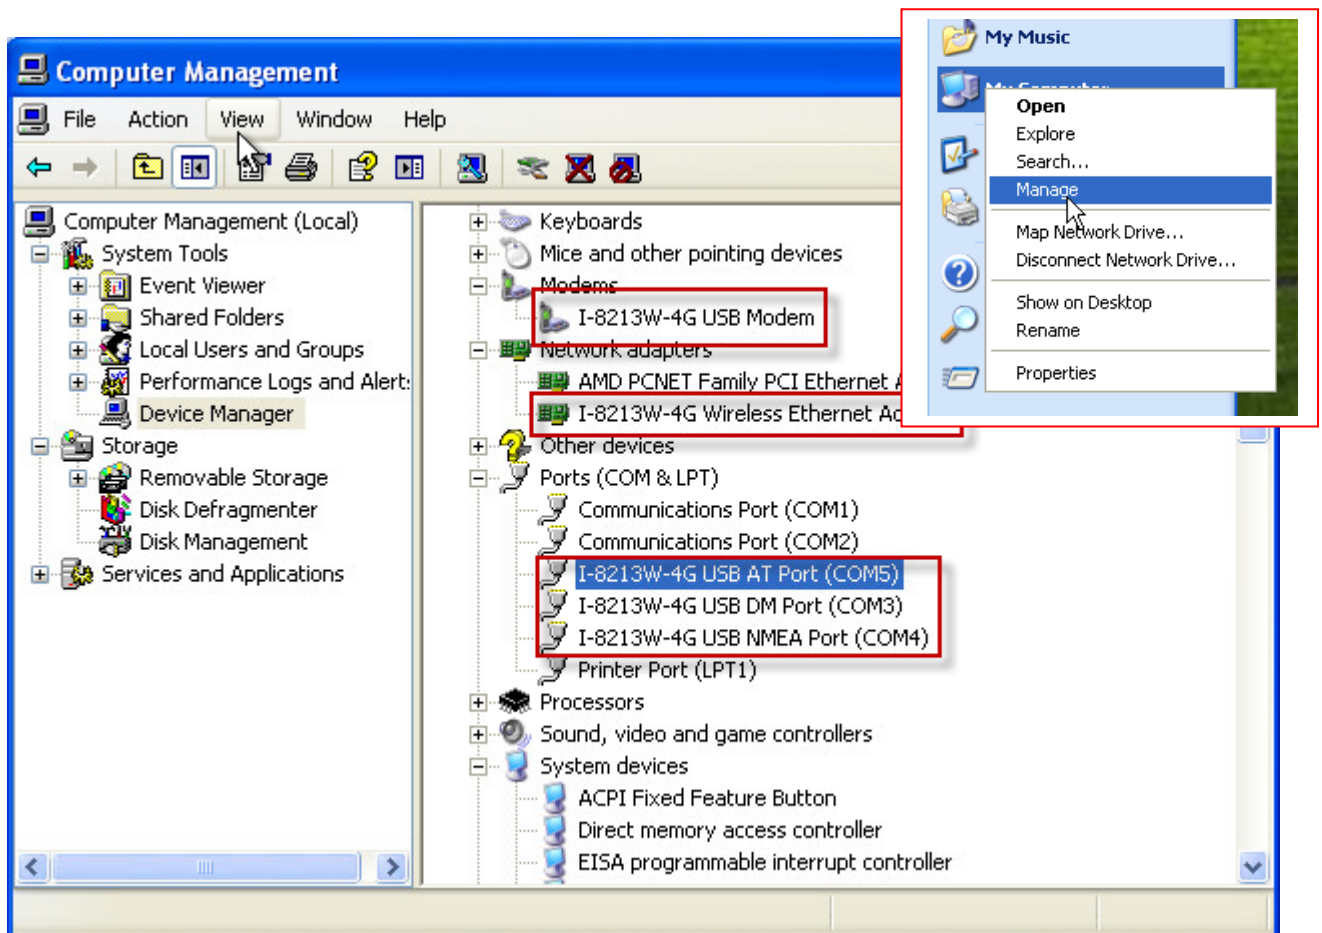 Computer Management
File Action View Window Help
Computer Management (Local)
System Tools
Event Viewer
Shared Folders
Local Users and Groups
Performance Logs and Alert
Device Manager
Storage
Removable Storage
Disk Defragmenter
Disk Management
Services and Applications
Keyboards
Mice and other pointing devices
Modems
I-8213W-4G USB Modem
Network adapters
AMD PCNET Family PCI Ethernet
I-8213W-4G Wireless Ethernet
Other devices
Ports (COM & LPT)
Communications Port (COM1)
Communications Port (COM2)
I-8213W-4G USB AT Port (COM5)
I-8213W-4G USB DM Port (COM3)
I-8213W-4G USB NMEA Port (COM4)
Printer Port (LPT1)
Processors
Sound, video and game controllers
System devices
ACPI Fixed Feature Button
Direct memory access controller
EISA programmable interrupt controller
My Music
My Computer
Open
Explore
Search...
Manage
Map Network Drive...
Disconnect Network Drive...
Show on Desktop
Rename
Properties